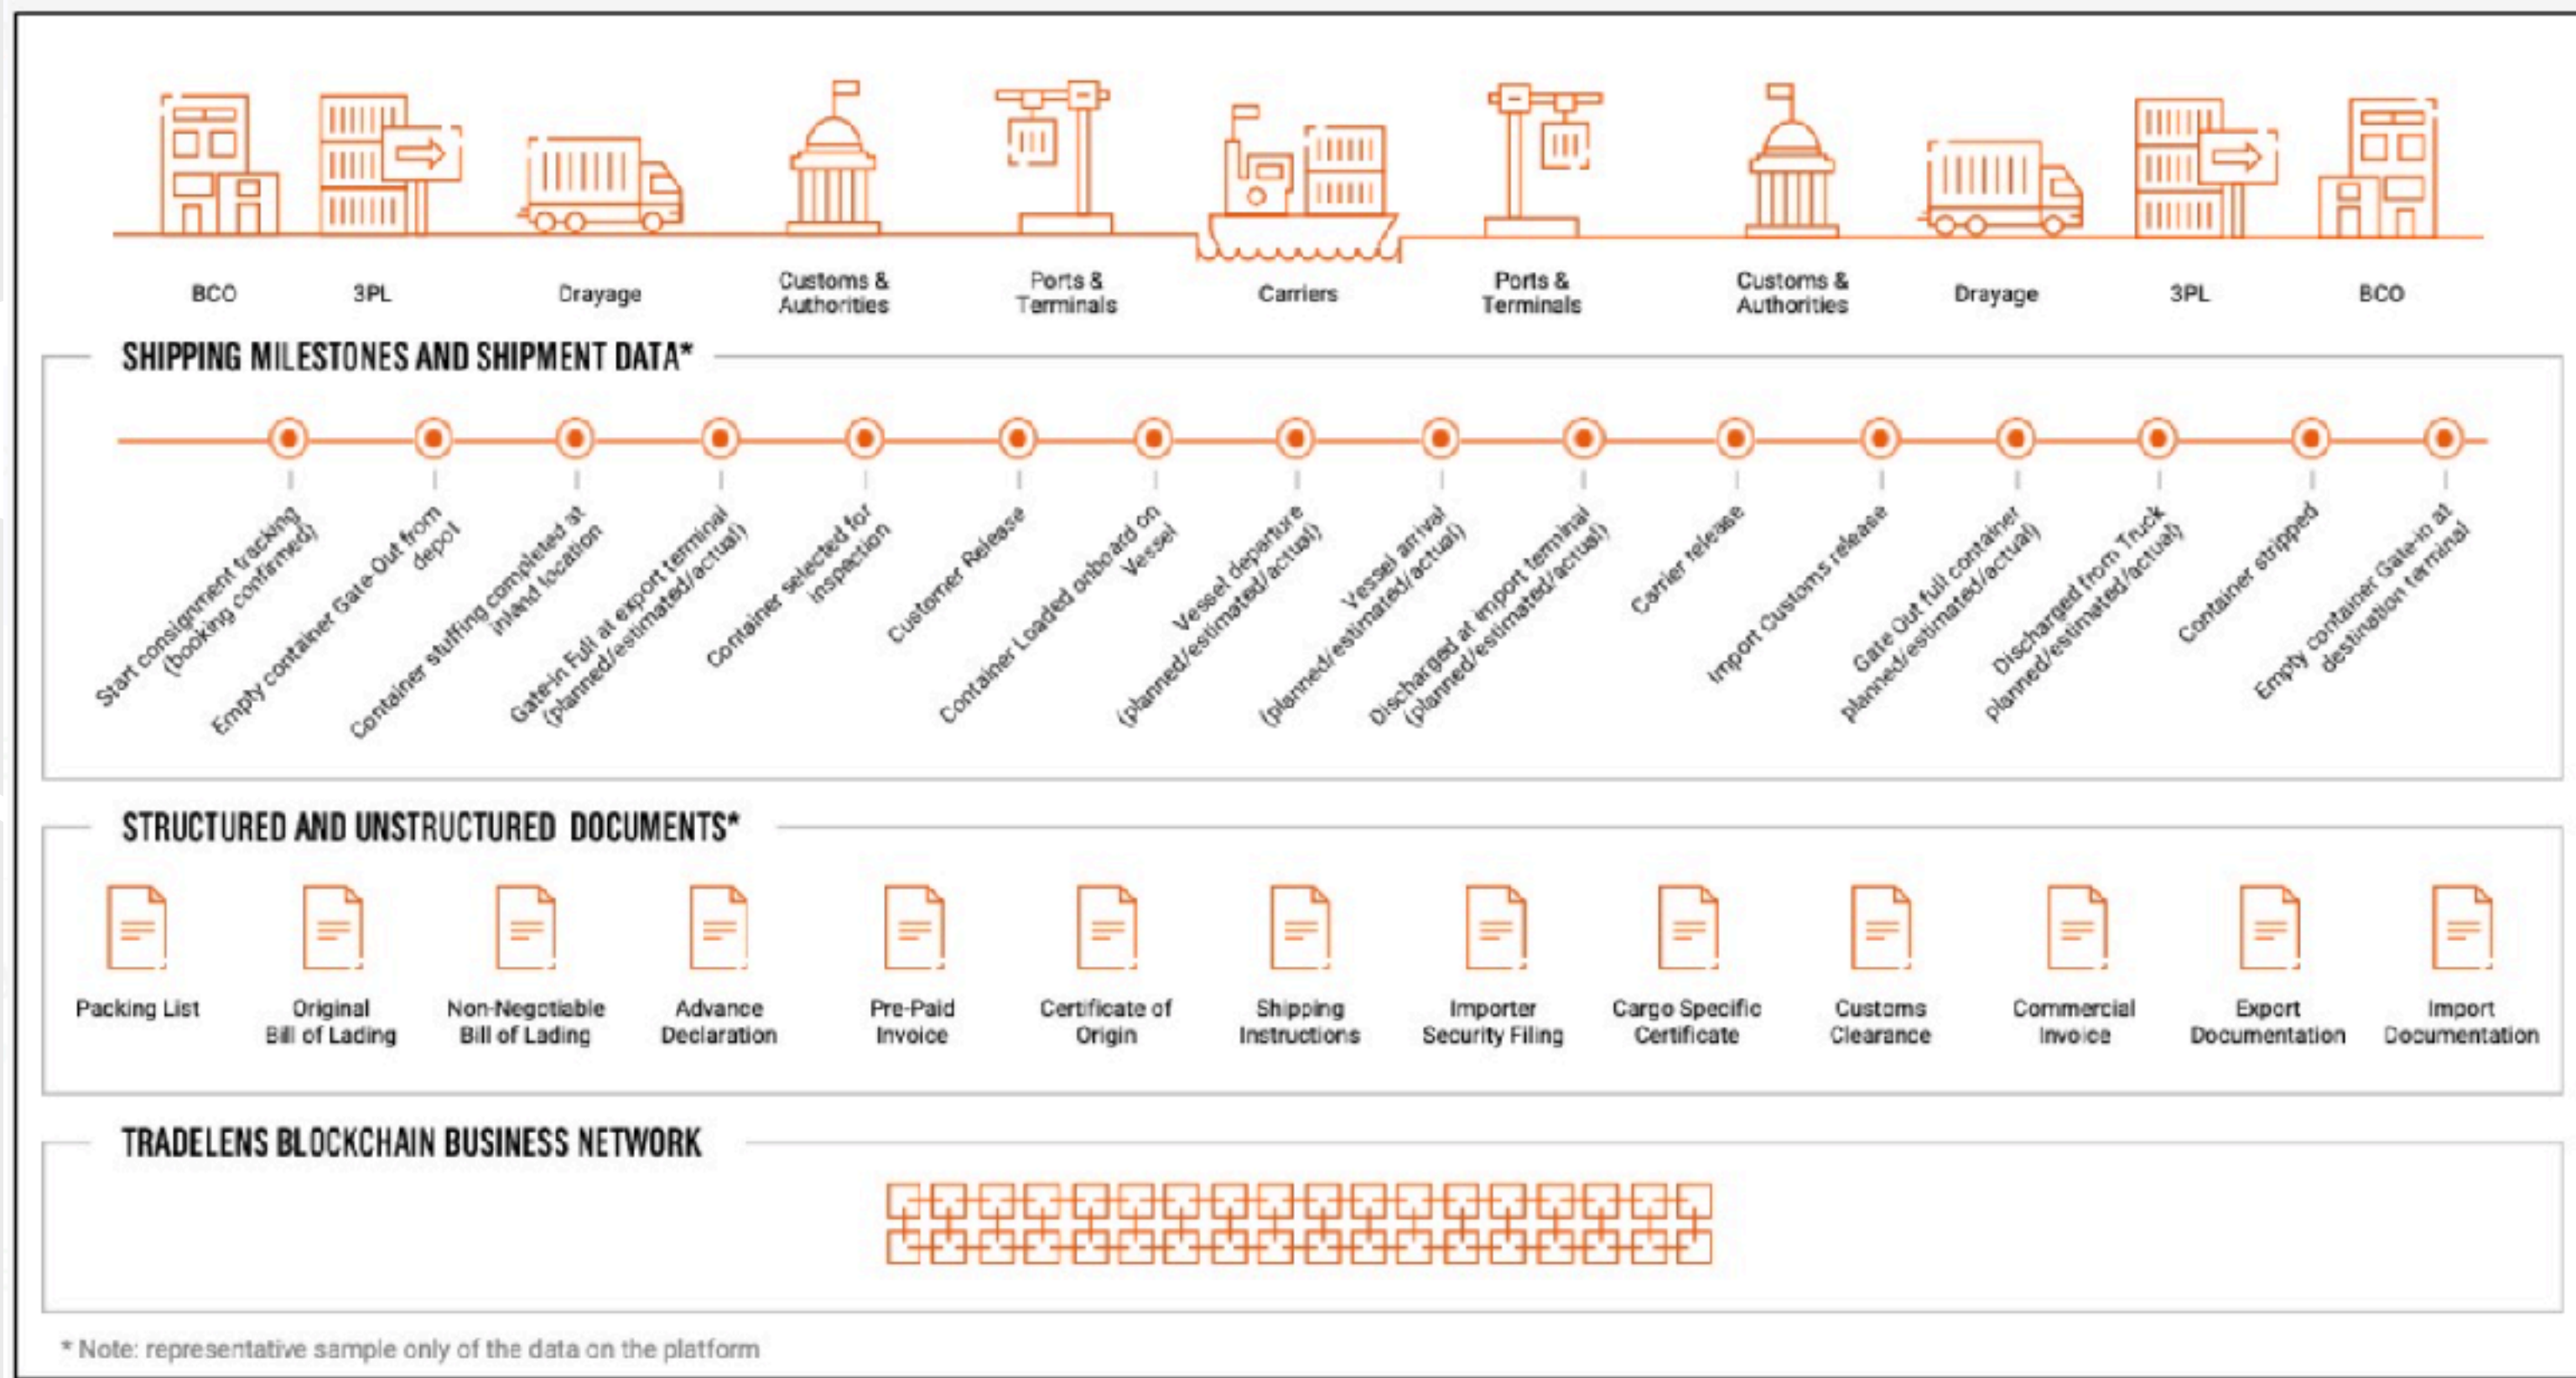 BCO
3PL
Drayage
Customs &
Authorities
Ports &
Terminals
Carriers
Ports &
Terminals
Customs &
Authorities
Drayage
3PL
BCO
SHIPPING MILESTONES AND SHIPMENT DATA*
Start consignment tracking
(booking confirmed)
Empty container Gate-Out from
depot
Container stuffing completed at
inland location
Gate-in Full at export terminal
(planned/estimated/actual)
Container selected for
inspection
Customer Release
Container Loaded onboard on
Vessel
Vessel departure
(planned/estimated/actual)
Vessel arrival
(planned/estimated/actual)
Discharged at import terminal
(planned/estimated/actual)
Carrier release
Import Customs release
Gate Out full container
planned/estimated/actual)
Discharged from Truck
planned/estimated/actual)
Container stripped
Empty container Gate-in at
destination terminal
STRUCTURED AND UNSTRUCTURED DOCUMENTS*
Packing List
Original
Bill of Lading
Non-Negotiable
Bill of Lading
Advance
Declaration
Pre-Paid
Invoice
Certificate of
Origin
Shipping
Instructions
Importer
Security Filing
Cargo Specific
Certificate
Customs
Clearance
Commercial
Invoice
Export
Documentation
Import
Documentation
TRADELENS BLOCKCHAIN BUSINESS NETWORK
* Note: representative sample only of the data on the platform